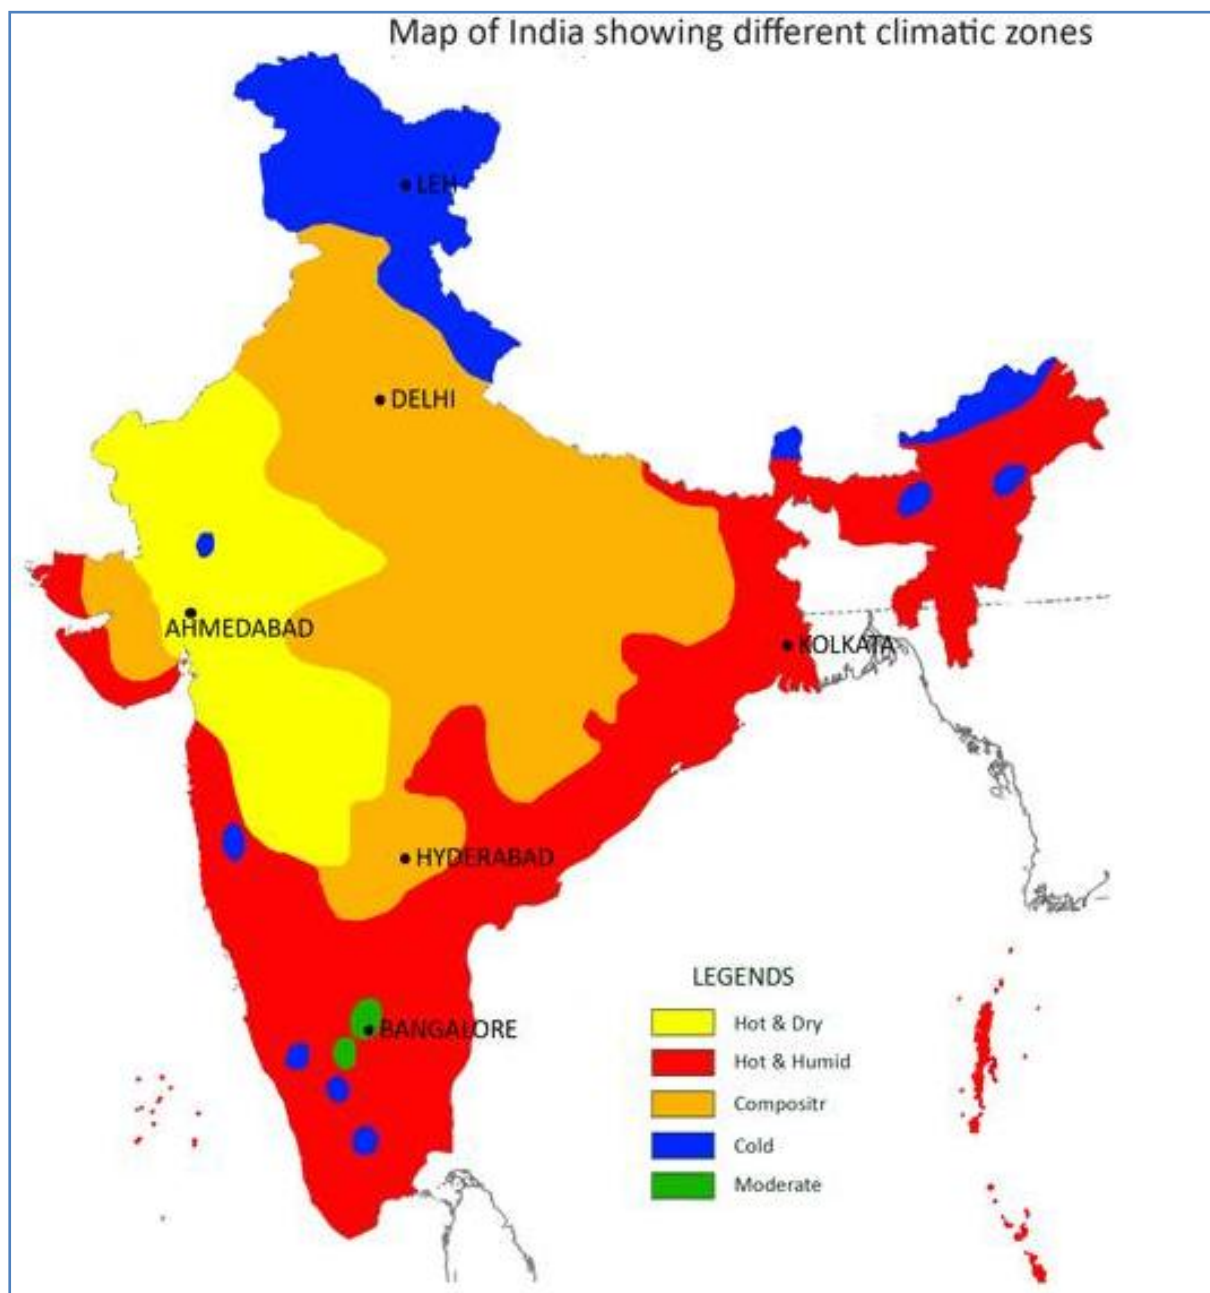 Map of India showing different climatic zones
LEH
DELHI
AHMEDABAD
KOLKATA
HYDERABAD
BANGALORE
LEGENDS
Hot & Dry
Hot & Humid
Compositr
Cold
Moderate